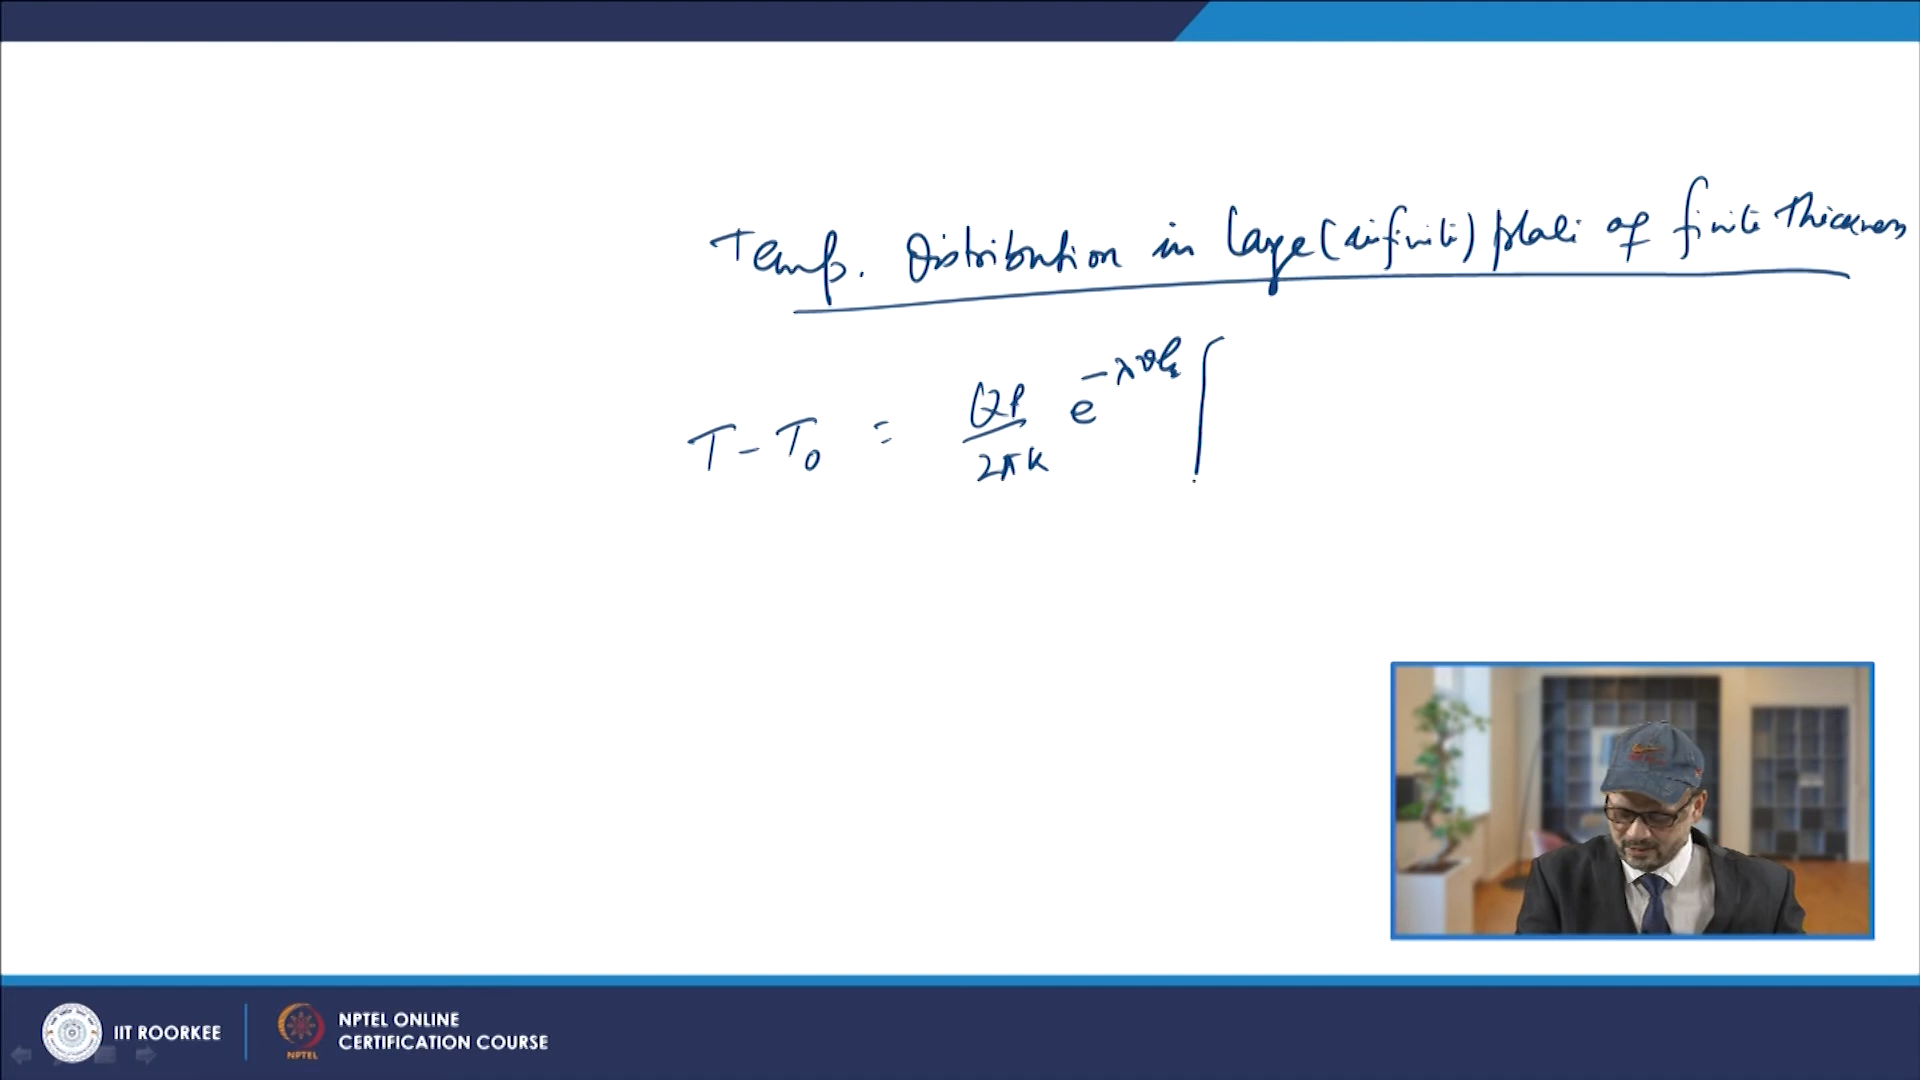 Temp. Distribution in large (infinite) plate of finite thickness
T - T₀ = Qp/2πk e^-λvξ [
IIT ROORKEE
NPTEL
NPTEL ONLINE
CERTIFICATION COURSE